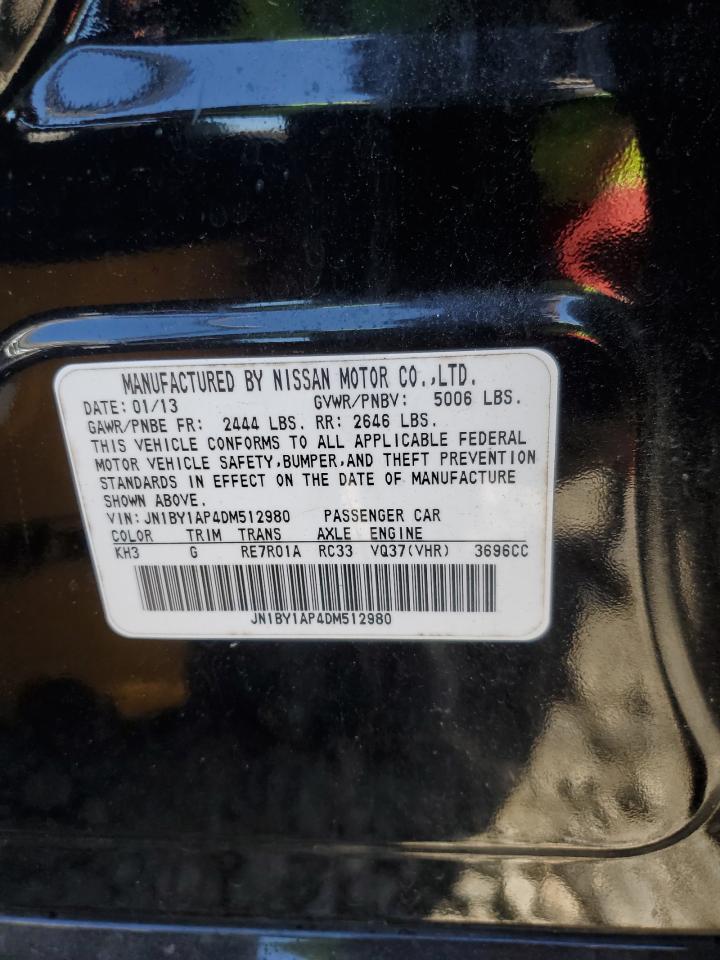 MANUFACTURED BY NISSAN MOTOR CO.,LTD.
DATE: 01/13 GVWR/PNBV: 5006 LBS.
GAWR/PNBE FR: 2444 LBS. RR: 2646 LBS.
THIS VEHICLE CONFORMS TO ALL APPLICABLE FEDERAL
MOTOR VEHICLE SAFETY,BUMPER,AND THEFT PREVENTION
STANDARDS IN EFFECT ON THE DATE OF MANUFACTURE
SHOWN ABOVE.
VIN: JN1BY1AP4DM512980 PASSENGER CAR
COLOR TRIM TRANS AXLE ENGINE
KH3 G RE7R01A RC33 VQ37(VHR) 3696CC
JN1BY1AP4DM512980